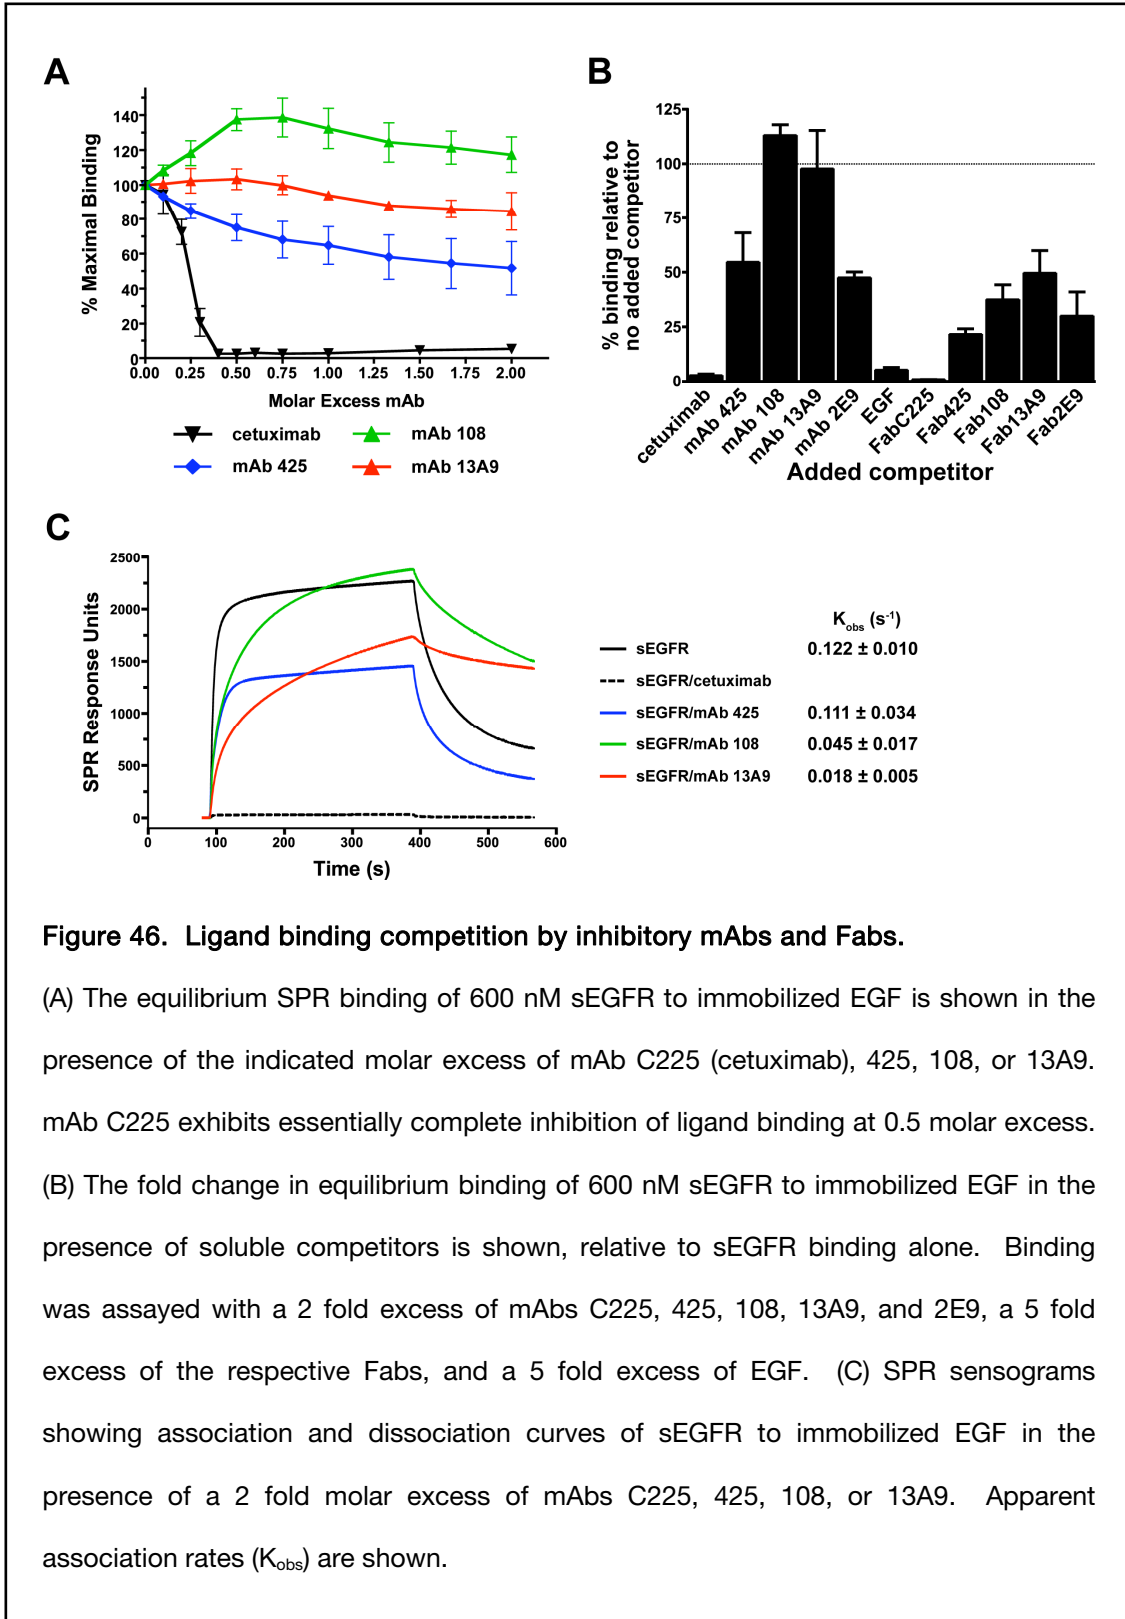 A
% Maximal Binding
140
120
100
80
60
40
20
0
0.00 0.25 0.50 0.75 1.00 1.25 1.50 1.75 2.00
Molar Excess mAb
cetuximab
mAb 108
mAb 425
mAb 13A9
B
% binding relative to
no added competitor
125
100
75
50
25
0
cetuximab
mAb 425
mAb 108
mAb 13A9
mAb 2E9
EGF
FabC225
Fab425
Fab108
Fab13A9
Fab2E9
Added competitor
C
SPR Response Units
2500
2000
1500
1000
500
0
0 100 200 300 400 500 600
Time (s)
Kobs (s-1)
sEGFR 0.122 ± 0.010
sEGFR/cetuximab
sEGFR/mAb 425 0.111 ± 0.034
sEGFR/mAb 108 0.045 ± 0.017
sEGFR/mAb 13A9 0.018 ± 0.005
Figure 46. Ligand binding competition by inhibitory mAbs and Fabs.
(A) The equilibrium SPR binding of 600 nM sEGFR to immobilized EGF is shown in the
presence of the indicated molar excess of mAb C225 (cetuximab), 425, 108, or 13A9.
mAb C225 exhibits essentially complete inhibition of ligand binding at 0.5 molar excess.
(B) The fold change in equilibrium binding of 600 nM sEGFR to immobilized EGF in the
presence of soluble competitors is shown, relative to sEGFR binding alone. Binding
was assayed with a 2 fold excess of mAbs C225, 425, 108, 13A9, and 2E9, a 5 fold
excess of the respective Fabs, and a 5 fold excess of EGF. (C) SPR sensograms
showing association and dissociation curves of sEGFR to immobilized EGF in the
presence of a 2 fold molar excess of mAbs C225, 425, 108, or 13A9. Apparent
association rates (Kobs) are shown.